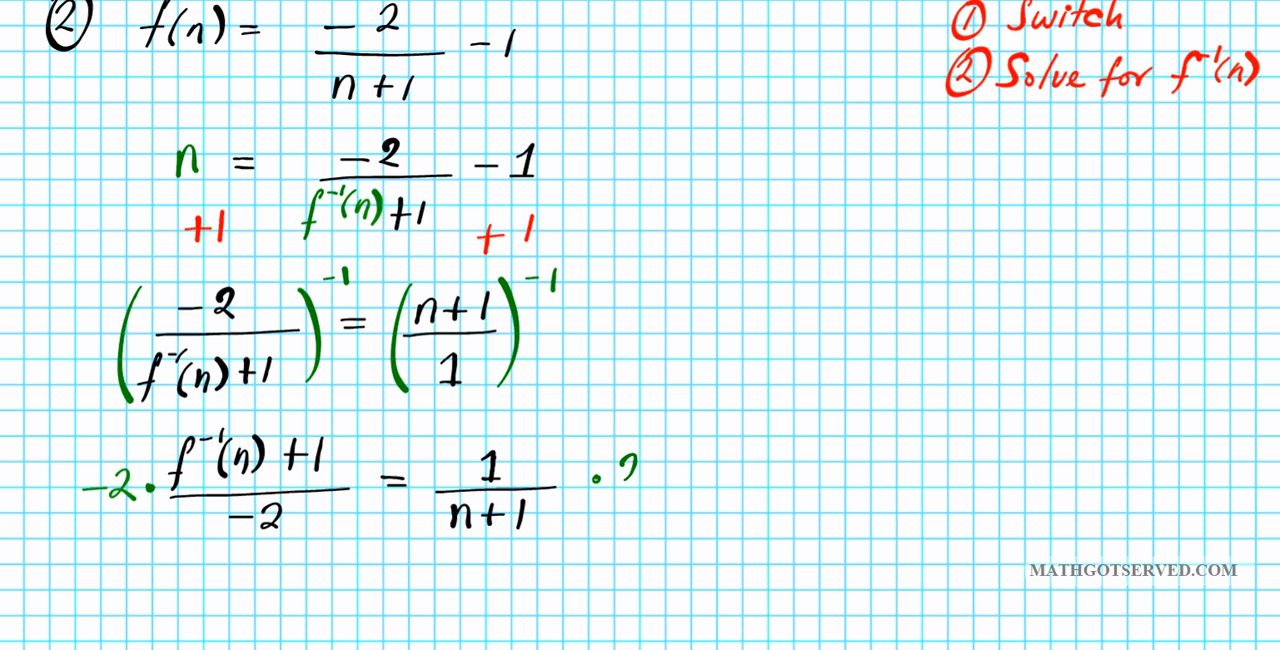 ② f(n) = -2/(n+1) - 1
① Switch
② Solve for f⁻¹(n)
n = -2/(f⁻¹(n)+1) - 1
+1 +1
(-2/(f⁻¹(n)+1))⁻¹ = ((n+1)/1)⁻¹
-2 · (f⁻¹(n)+1)/-2 = 1/(n+1) ·
MATHGOTSERVED.COM